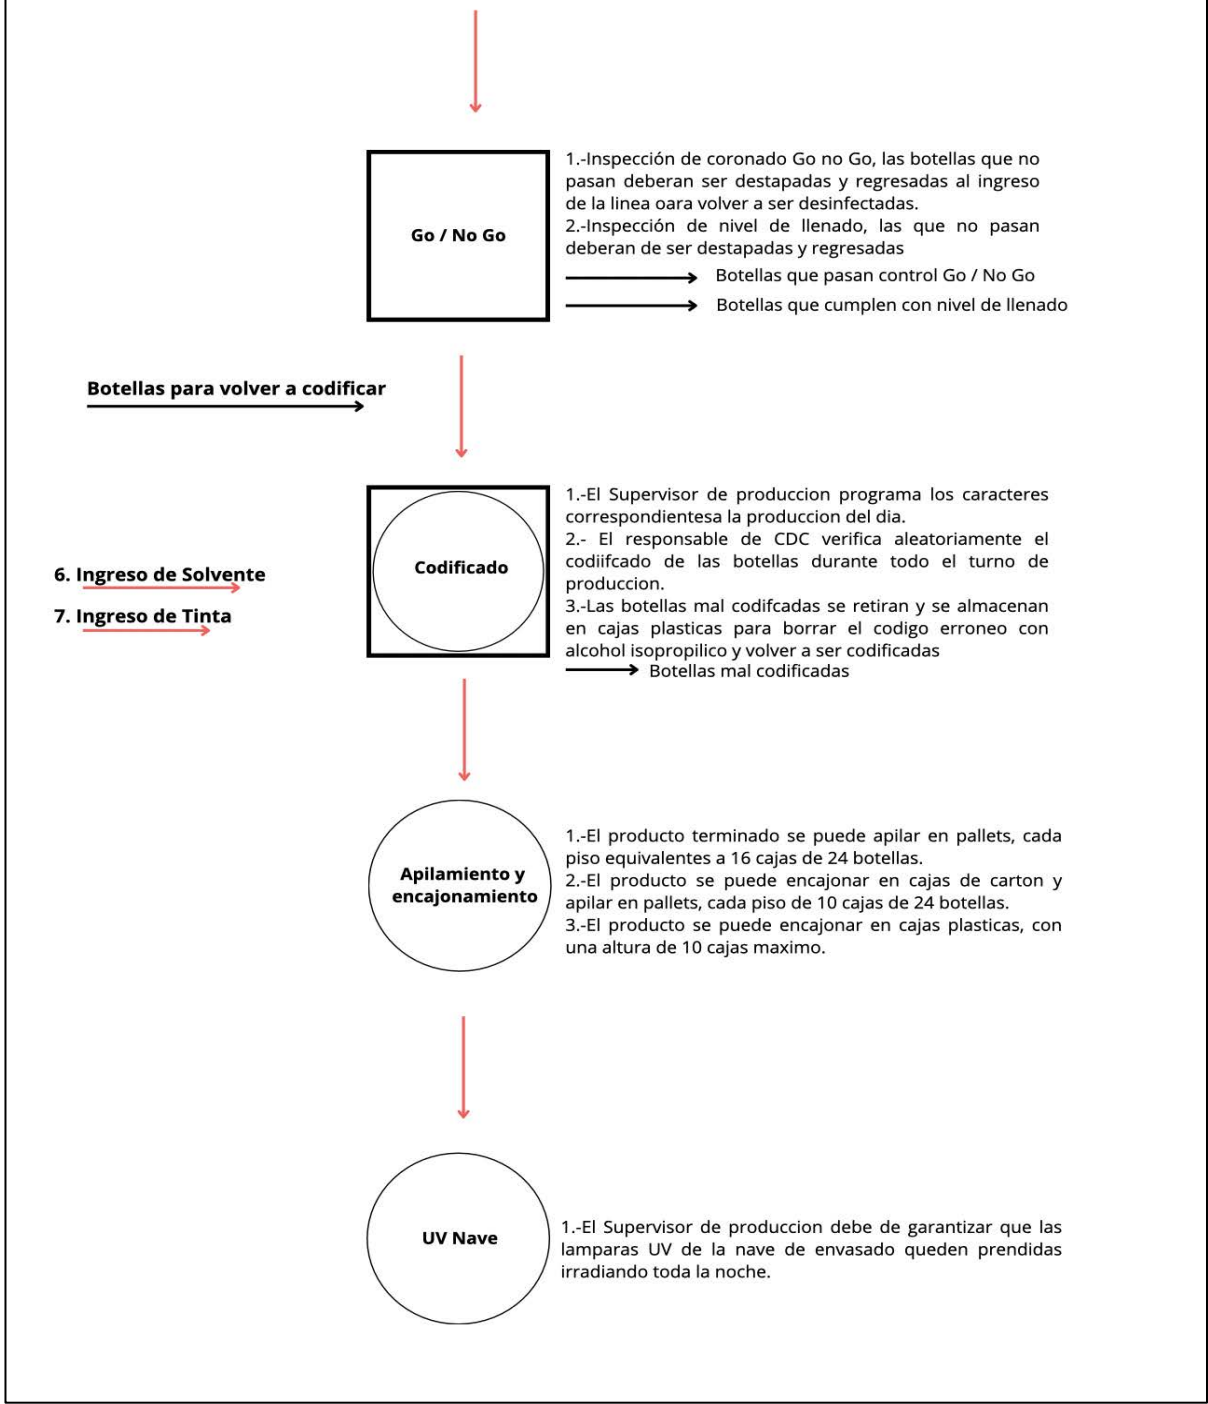 1.-Inspección de coronado Go no Go, las botellas que no
pasan deberan ser destapadas y regresadas al ingreso
de la linea oara volver a ser desinfectadas.
Go / No Go
2.-Inspección de nivel de llenado, las que no pasan
deberan de ser destapadas y regresadas
Botellas que pasan control Go / No Go
Botellas que cumplen con nivel de llenado
Botellas para volver a codificar
1.-El Supervisor de produccion programa los caracteres
correspondientesa la produccion del dia.
2.- El responsable de CDC verifica aleatoriamente el
codiifcado de las botellas durante todo el turno de
produccion.
Codificado
6. Ingreso de Solvente
7. Ingreso de Tinta
3.-Las botellas mal codifcadas se retiran y se almacenan
en cajas plasticas para borrar el codigo erroneo con
alcohol isopropilico y volver a ser codificadas
Botellas mal codificadas
Apilamiento y
encajonamiento
1.-El producto terminado se puede apilar en pallets, cada
piso equivalentes a 16 cajas de 24 botellas.
2.-El producto se puede encajonar en cajas de carton y
apilar en pallets, cada piso de 10 cajas de 24 botellas.
3.-El producto se puede encajonar en cajas plasticas, con
una altura de 10 cajas maximo.
UV Nave
1.-El Supervisor de produccion debe de garantizar que las
lamparas UV de la nave de envasado queden prendidas
irradiando toda la noche.